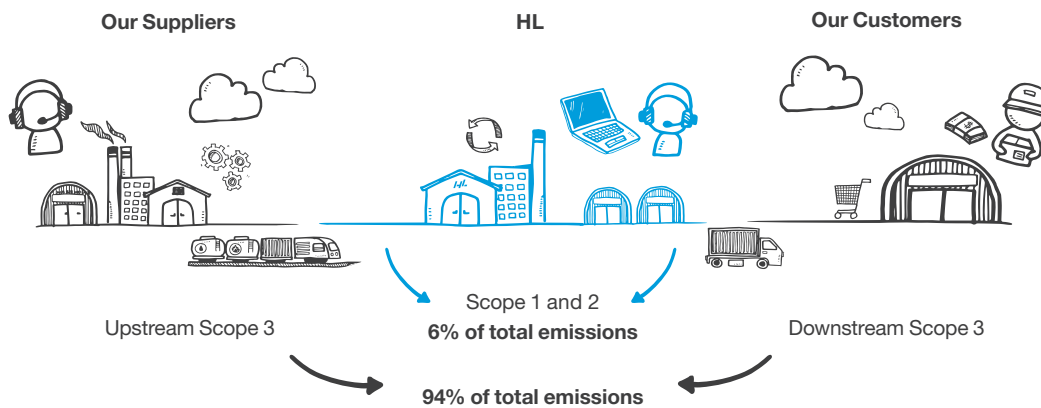 Our Suppliers
HL
Our Customers
HL
Scope 1 and 2
6% of total emissions
Upstream Scope 3
Downstream Scope 3
94% of total emissions